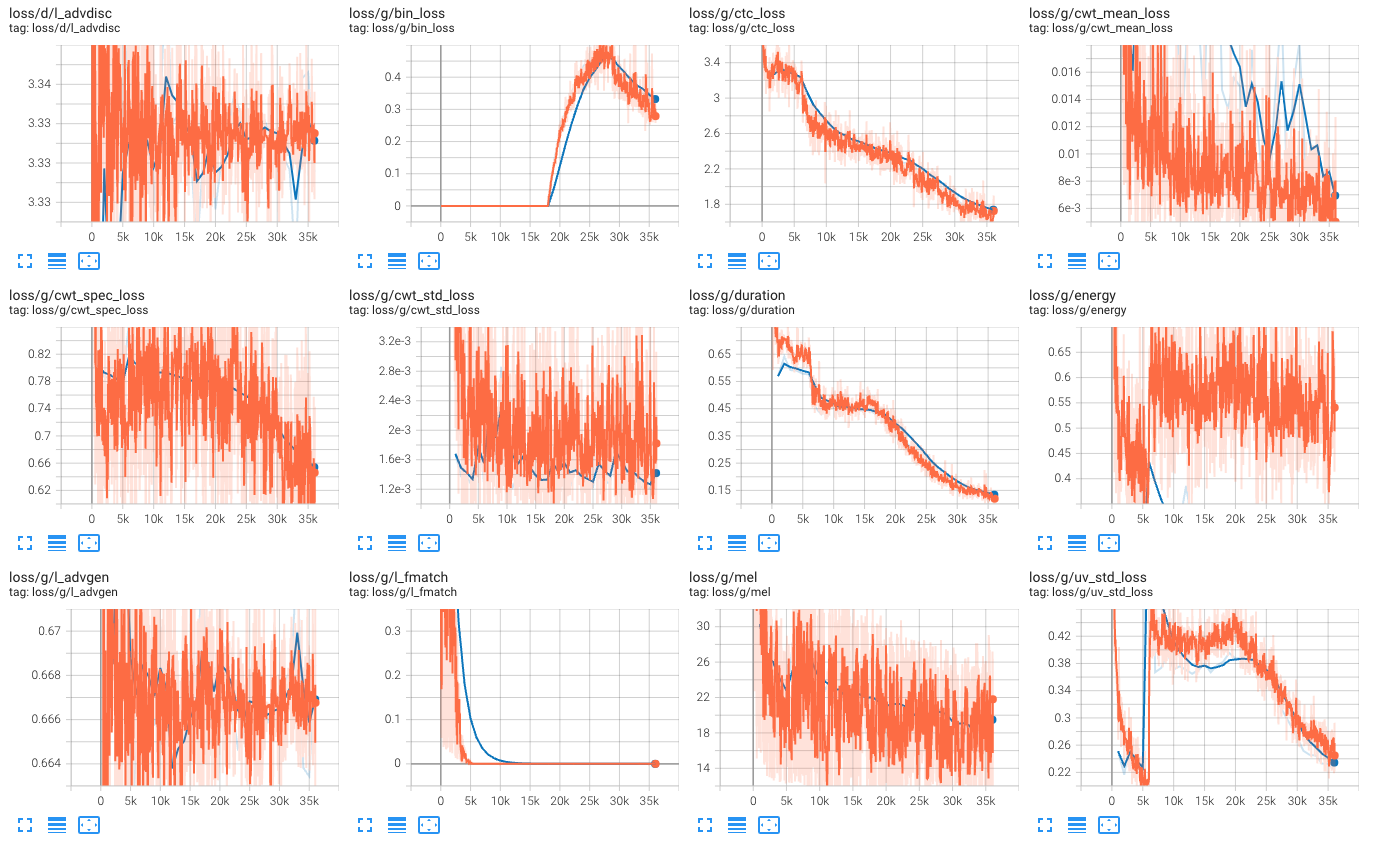 loss/d/l_advdisc
tag: loss/d/l_advdisc
3.34
3.33
3.33
3.33
0 5k 10k 15k 20k 25k 30k 35k
loss/g/bin_loss
tag: loss/g/bin_loss
0.4
0.3
0.2
0.1
0
0 5k 10k 15k 20k 25k 30k 35k
loss/g/ctc_loss
tag: loss/g/ctc_loss
3.4
3
2.6
2.2
1.8
0 5k 10k 15k 20k 25k 30k 35k
loss/g/cwt_mean_loss
tag: loss/g/cwt_mean_loss
0.016
0.014
0.012
0.01
8e-3
6e-3
0 5k 10k 15k 20k 25k 30k 35k
loss/g/cwt_spec_loss
tag: loss/g/cwt_spec_loss
0.82
0.78
0.74
0.7
0.66
0.62
0 5k 10k 15k 20k 25k 30k 35k
loss/g/cwt_std_loss
tag: loss/g/cwt_std_loss
3.2e-3
2.8e-3
2.4e-3
2e-3
1.6e-3
1.2e-3
0 5k 10k 15k 20k 25k 30k 35k
loss/g/duration
tag: loss/g/duration
0.65
0.55
0.45
0.35
0.25
0.15
0 5k 10k 15k 20k 25k 30k 35k
loss/g/energy
tag: loss/g/energy
0.65
0.6
0.55
0.5
0.45
0.4
0 5k 10k 15k 20k 25k 30k 35k
loss/g/l_advgen
tag: loss/g/l_advgen
0.67
0.668
0.666
0.664
0 5k 10k 15k 20k 25k 30k 35k
loss/g/l_fmatch
tag: loss/g/l_fmatch
0.3
0.2
0.1
0
0 5k 10k 15k 20k 25k 30k 35k
loss/g/mel
tag: loss/g/mel
30
26
22
18
14
0 5k 10k 15k 20k 25k 30k 35k
loss/g/uv_std_loss
tag: loss/g/uv_std_loss
0.42
0.38
0.34
0.3
0.26
0.22
0 5k 10k 15k 20k 25k 30k 35k